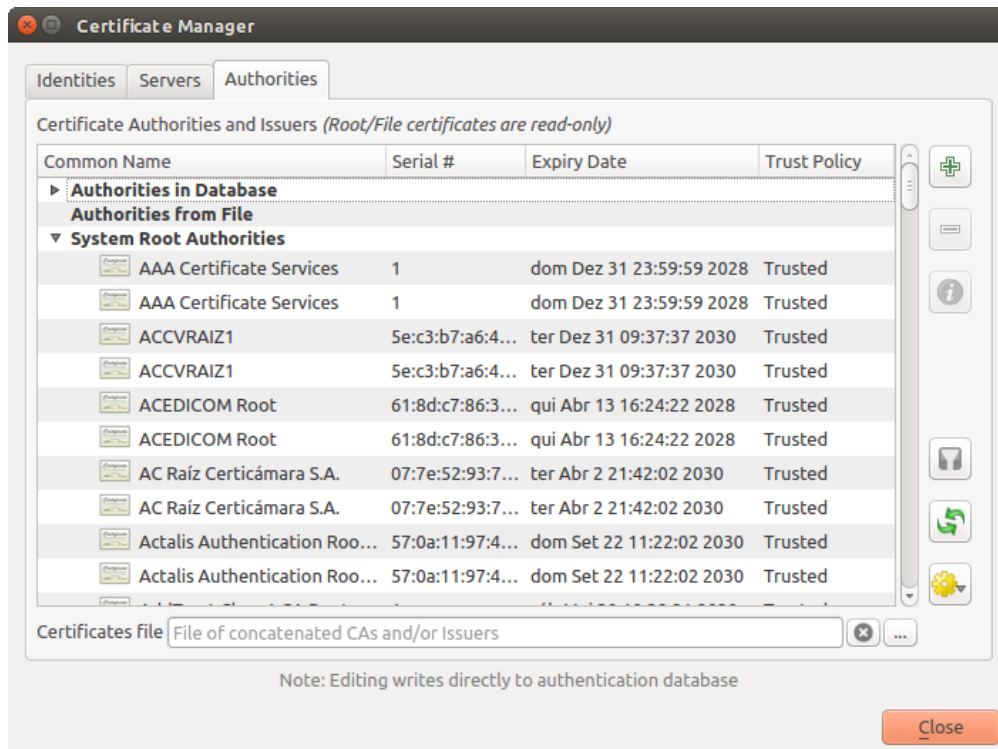 Certificate Manager
Identities Servers Authorities
Certificate Authorities and Issuers (Root/File certificates are read-only)
Common Name Serial # Expiry Date Trust Policy
Authorities in Database
Authorities from File
System Root Authorities
AAA Certificate Services 1 dom Dez 31 23:59:59 2028 Trusted
AAA Certificate Services 1 dom Dez 31 23:59:59 2028 Trusted
ACCVRAIZ1 5e:c3:b7:a6:4... ter Dez 31 09:37:37 2030 Trusted
ACCVRAIZ1 5e:c3:b7:a6:4... ter Dez 31 09:37:37 2030 Trusted
ACEDICOM Root 61:8d:c7:86:3... qui Abr 13 16:24:22 2028 Trusted
ACEDICOM Root 61:8d:c7:86:3... qui Abr 13 16:24:22 2028 Trusted
AC Raíz Certicámara S.A. 07:7e:52:93:7... ter Abr 2 21:42:02 2030 Trusted
AC Raíz Certicámara S.A. 07:7e:52:93:7... ter Abr 2 21:42:02 2030 Trusted
Actalis Authentication Roo... 57:0a:11:97:4... dom Set 22 11:22:02 2030 Trusted
Actalis Authentication Roo... 57:0a:11:97:4... dom Set 22 11:22:02 2030 Trusted
Certificates file File of concatenated CAs and/or Issuers ...
Note: Editing writes directly to authentication database
Close